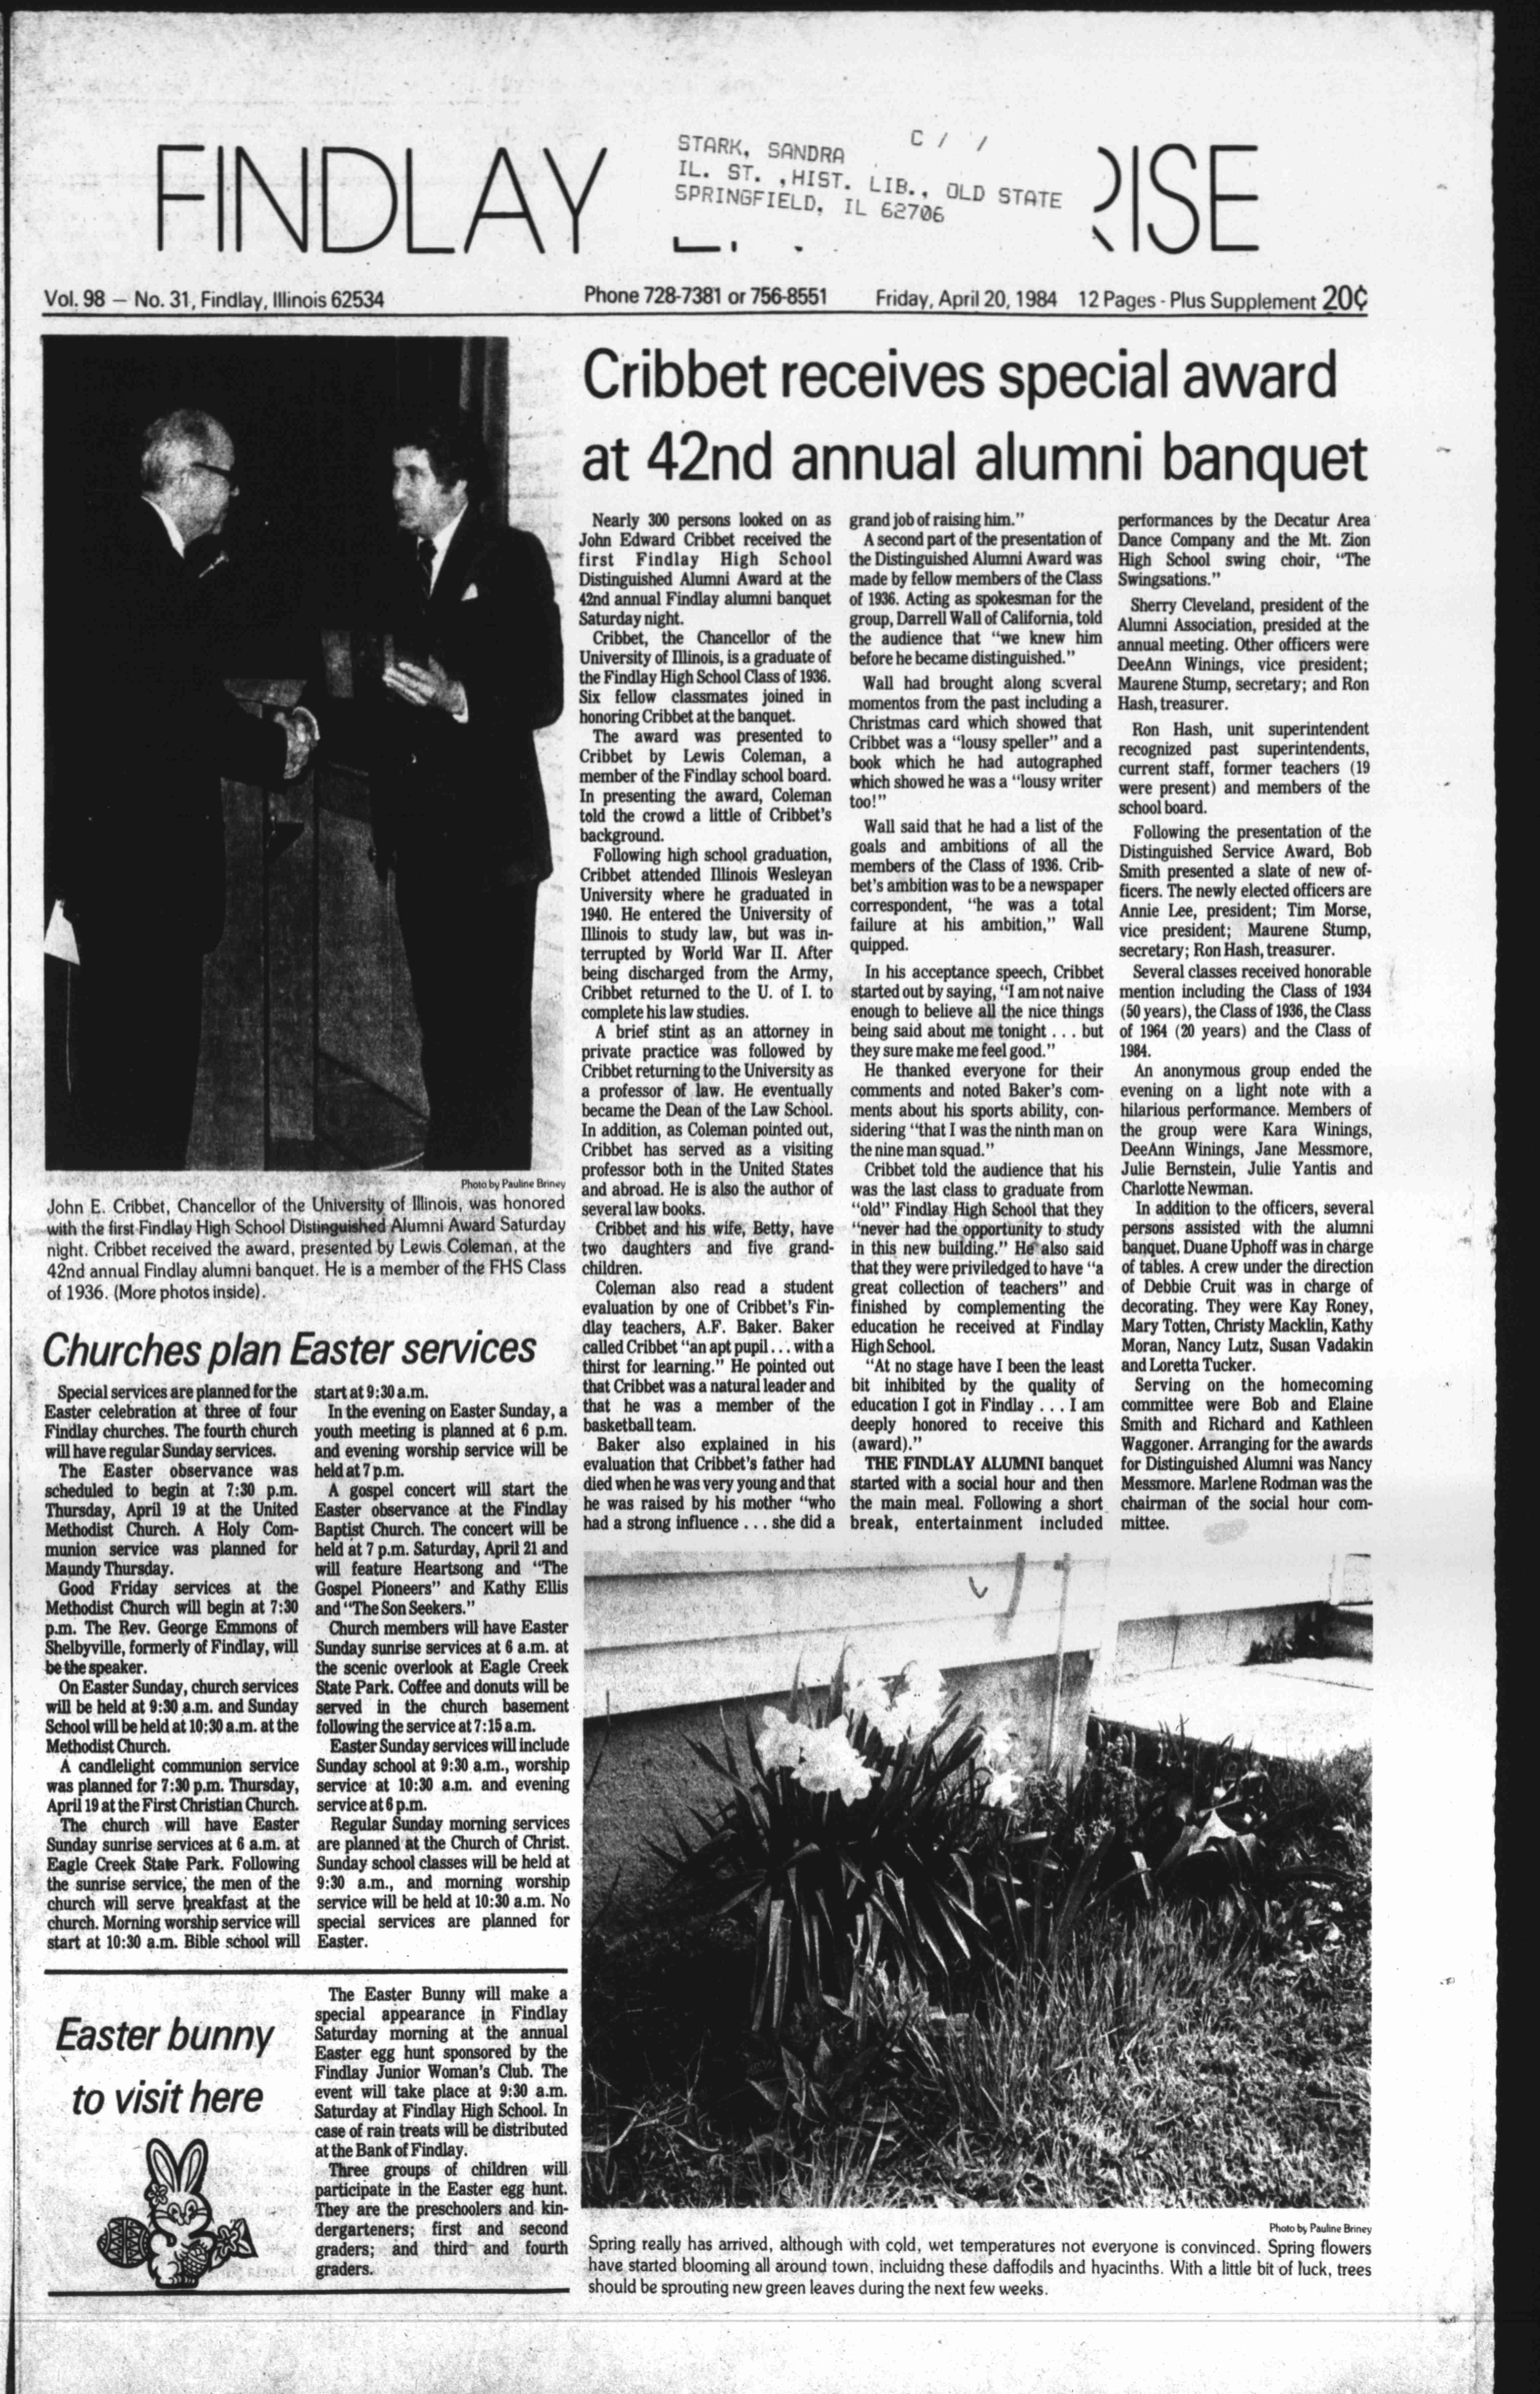 FINDLAY
RISE
STARK, SANDRA C / /
IL. ST. ,HIST. LIB., OLD STATE
SPRINGFIELD, IL 62706
Vol. 98 — No. 31, Findlay, Illinois 62534
Phone 728-7381 or 756-8551
Friday, April 20, 1984
12 Pages - Plus Supplement 20¢
Photo by Pauline Briney
John E. Cribbet, Chancellor of the University of Illinois, was honored
with the first Findlay High School Distinguished Alumni Award Saturday
night. Cribbet received the award, presented by Lewis Coleman, at the
42nd annual Findlay alumni banquet. He is a member of the FHS Class
of 1936. (More photos inside).
Cribbet receives special award
at 42nd annual alumni banquet
Nearly 300 persons looked on as
John Edward Cribbet received the
first Findlay High School
Distinguished Alumni Award at the
42nd annual Findlay alumni banquet
Saturday night.
Cribbet, the Chancellor of the
University of Illinois, is a graduate of
the Findlay High School Class of 1936.
Six fellow classmates joined in
honoring Cribbet at the banquet.
The award was presented to
Cribbet by Lewis Coleman, a
member of the Findlay school board.
In presenting the award, Coleman
told the crowd a little of Cribbet's
background.
Following high school graduation,
Cribbet attended Illinois Wesleyan
University where he graduated in
1940. He entered the University of
Illinois to study law, but was in-
terrupted by World War II. After
being discharged from the Army,
Cribbet returned to the U. of I. to
complete his law studies.
A brief stint as an attorney in
private practice was followed by
Cribbet returning to the University as
a professor of law. He eventually
became the Dean of the Law School.
In addition, as Coleman pointed out,
Cribbet has served as a visiting
professor both in the United States
and abroad. He is also the author of
several law books.
Cribbet and his wife, Betty, have
two daughters and five grand-
children.
Coleman also read a student
evaluation by one of Cribbet's Fin-
dlay teachers, A.F. Baker. Baker
called Cribbet "an apt pupil . . . with a
thirst for learning." He pointed out
that Cribbet was a natural leader and
that he was a member of the
basketball team.
Baker also explained in his
evaluation that Cribbet's father had
died when he was very young and that
he was raised by his mother "who
had a strong influence . . . she did a
grand job of raising him."
A second part of the presentation of
the Distinguished Alumni Award was
made by fellow members of the Class
of 1936. Acting as spokesman for the
group, Darrell Wall of California, told
the audience that "we knew him
before he became distinguished."
Wall had brought along several
momentos from the past including a
Christmas card which showed that
Cribbet was a "lousy speller" and a
book which he had autographed
which showed he was a "lousy writer
too!"
Wall said that he had a list of the
goals and ambitions of all the
members of the Class of 1936. Crib-
bet's ambition was to be a newspaper
correspondent, "he was a total
failure at his ambition," Wall
quipped.
In his acceptance speech, Cribbet
started out by saying, "I am not naive
enough to believe all the nice things
being said about me tonight . . . but
they sure make me feel good."
He thanked everyone for their
comments and noted Baker's com-
ments about his sports ability, con-
sidering "that I was the ninth man on
the nine man squad."
Cribbet told the audience that his
was the last class to graduate from
"old" Findlay High School that they
"never had the opportunity to study
in this new building." He also said
that they were priviledged to have "a
great collection of teachers" and
finished by complementing the
education he received at Findlay
High School.
"At no stage have I been the least
bit inhibited by the quality of
education I got in Findlay . . . I am
deeply honored to receive this
(award)."
THE FINDLAY ALUMNI banquet
started with a social hour and then
the main meal. Following a short
break, entertainment included
performances by the Decatur Area
Dance Company and the Mt. Zion
High School swing choir, "The
Swingsations."
Sherry Cleveland, president of the
Alumni Association, presided at the
annual meeting. Other officers were
DeeAnn Winings, vice president;
Maurene Stump, secretary; and Ron
Hash, treasurer.
Ron Hash, unit superintendent
recognized past superintendents,
current staff, former teachers (19
were present) and members of the
school board.
Following the presentation of the
Distinguished Service Award, Bob
Smith presented a slate of new of-
ficers. The newly elected officers are
Annie Lee, president; Tim Morse,
vice president; Maurene Stump,
secretary; Ron Hash, treasurer.
Several classes received honorable
mention including the Class of 1934
(50 years), the Class of 1936, the Class
of 1964 (20 years) and the Class of
1984.
An anonymous group ended the
evening on a light note with a
hilarious performance. Members of
the group were Kara Winings,
DeeAnn Winings, Jane Messmore,
Julie Bernstein, Julie Yantis and
Charlotte Newman.
In addition to the officers, several
persons assisted with the alumni
banquet. Duane Uphoff was in charge
of tables. A crew under the direction
of Debbie Cruit was in charge of
decorating. They were Kay Roney,
Mary Totten, Christy Macklin, Kathy
Moran, Nancy Lutz, Susan Vadakin
and Loretta Tucker.
Serving on the homecoming
committee were Bob and Elaine
Smith and Richard and Kathleen
Waggoner. Arranging for the awards
for Distinguished Alumni was Nancy
Messmore. Marlene Rodman was the
chairman of the social hour com-
mittee.
Churches plan Easter services
Special services are planned for the
Easter celebration at three of four
Findlay churches. The fourth church
will have regular Sunday services.
The Easter observance was
scheduled to begin at 7:30 p.m.
Thursday, April 19 at the United
Methodist Church. A Holy Com-
munion service was planned for
Maundy Thursday.
Good Friday services at the
Methodist Church will begin at 7:30
p.m. The Rev. George Emmons of
Shelbyville, formerly of Findlay, will
be the speaker.
On Easter Sunday, church services
will be held at 9:30 a.m. and Sunday
School will be held at 10:30 a.m. at the
Methodist Church.
A candlelight communion service
was planned for 7:30 p.m. Thursday,
April 19 at the First Christian Church.
The church will have Easter
Sunday sunrise services at 6 a.m. at
Eagle Creek State Park. Following
the sunrise service, the men of the
church will serve breakfast at the
church. Morning worship service will
start at 10:30 a.m. Bible school will
start at 9:30 a.m.
In the evening on Easter Sunday, a
youth meeting is planned at 6 p.m.
and evening worship service will be
held at 7 p.m.
A gospel concert will start the
Easter observance at the Findlay
Baptist Church. The concert will be
held at 7 p.m. Saturday, April 21 and
will feature Heartsong and "The
Gospel Pioneers" and Kathy Ellis
and "The Son Seekers."
Church members will have Easter
Sunday sunrise services at 6 a.m. at
the scenic overlook at Eagle Creek
State Park. Coffee and donuts will be
served in the church basement
following the service at 7:15 a.m.
Easter Sunday services will include
Sunday school at 9:30 a.m., worship
service at 10:30 a.m. and evening
service at 6 p.m.
Regular Sunday morning services
are planned at the Church of Christ.
Sunday school classes will be held at
9:30 a.m., and morning worship
service will be held at 10:30 a.m. No
special services are planned for
Easter.
Easter bunny
to visit here
The Easter Bunny will make a
special appearance in Findlay
Saturday morning at the annual
Easter egg hunt sponsored by the
Findlay Junior Woman's Club. The
event will take place at 9:30 a.m.
Saturday at Findlay High School. In
case of rain treats will be distributed
at the Bank of Findlay.
Three groups of children will
participate in the Easter egg hunt.
They are the preschoolers and kin-
dergarteners; first and second
graders; and third and fourth
graders.
Photo by Pauline Briney
Spring really has arrived, although with cold, wet temperatures not everyone is convinced. Spring flowers
have started blooming all around town, incluidng these daffodils and hyacinths. With a little bit of luck, trees
should be sprouting new green leaves during the next few weeks.